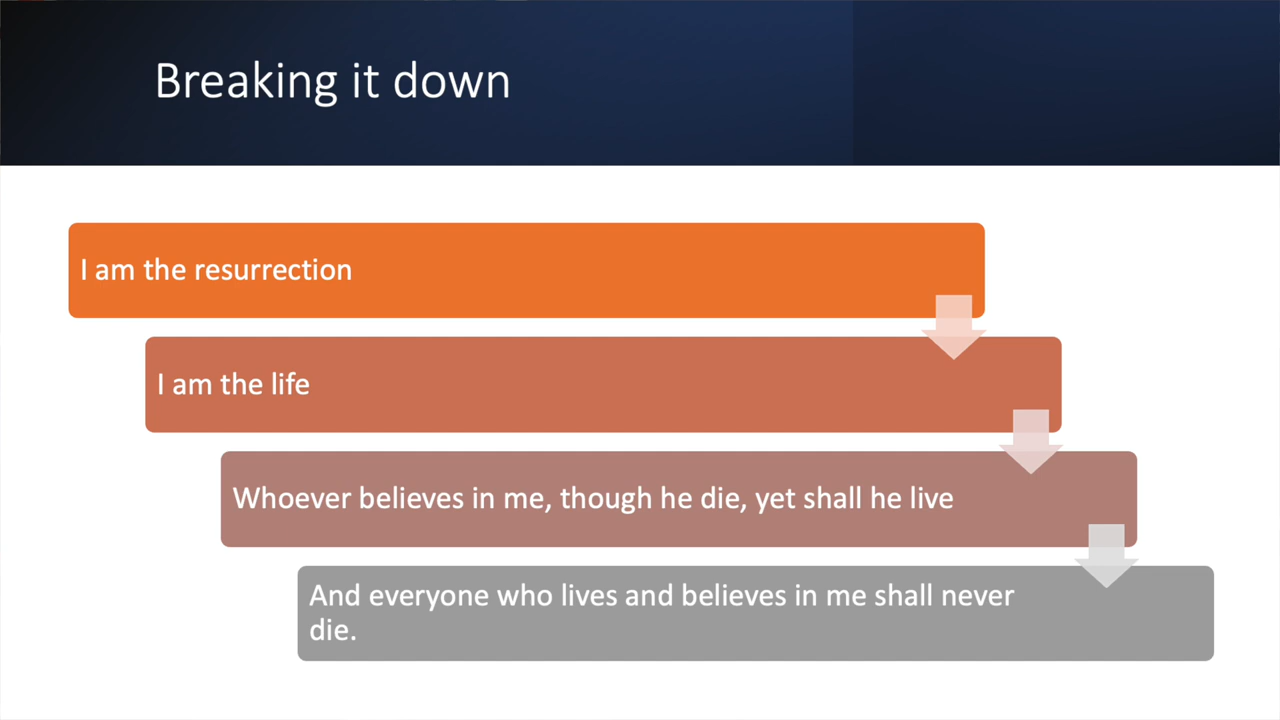 Breaking it down
I am the resurrection
I am the life
Whoever believes in me, though he die, yet shall he live
And everyone who lives and believes in me shall never
die.